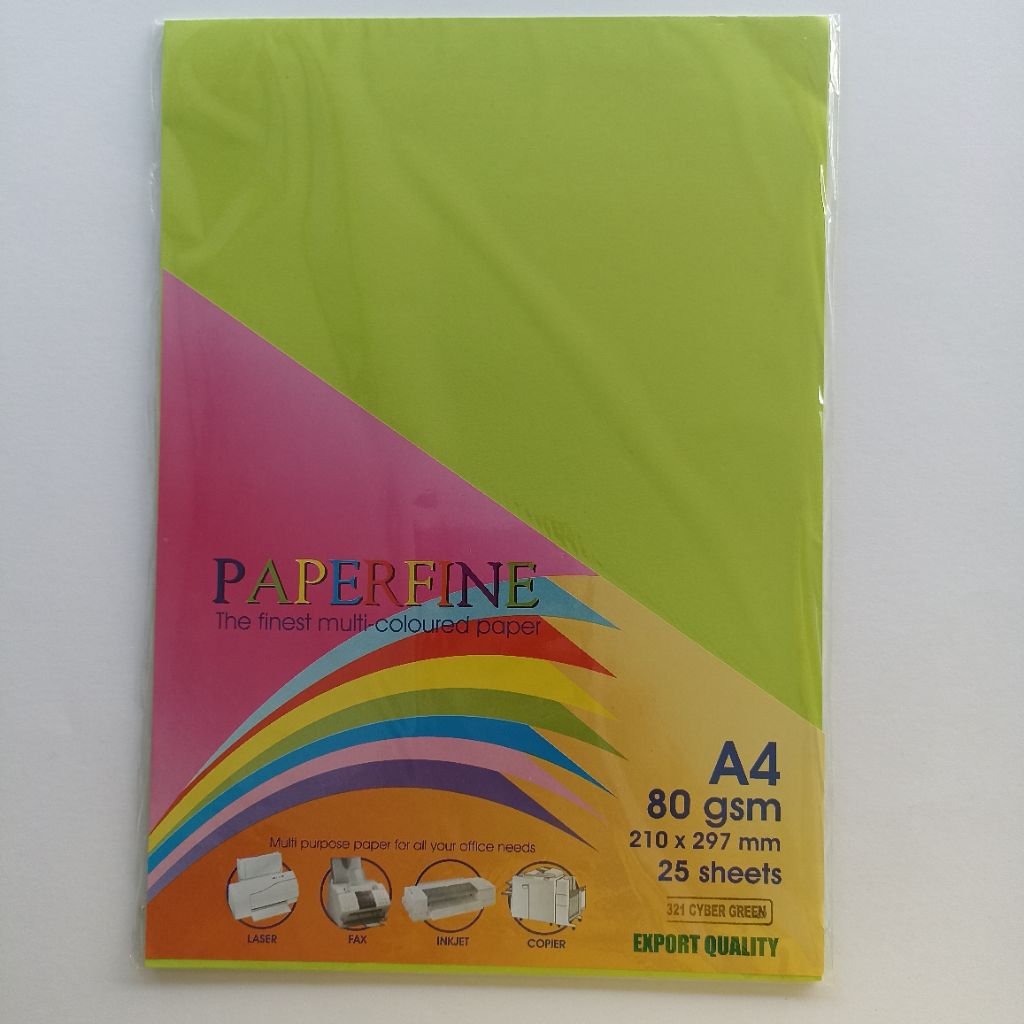 PAPERFINE
The finest multi-coloured paper
A4
80 gsm
210 x 297 mm
25 sheets
Multi purpose paper for all your office needs
LASER
FAX
INKJET
COPIER
321 CYBER GREEN
EXPORT QUALITY